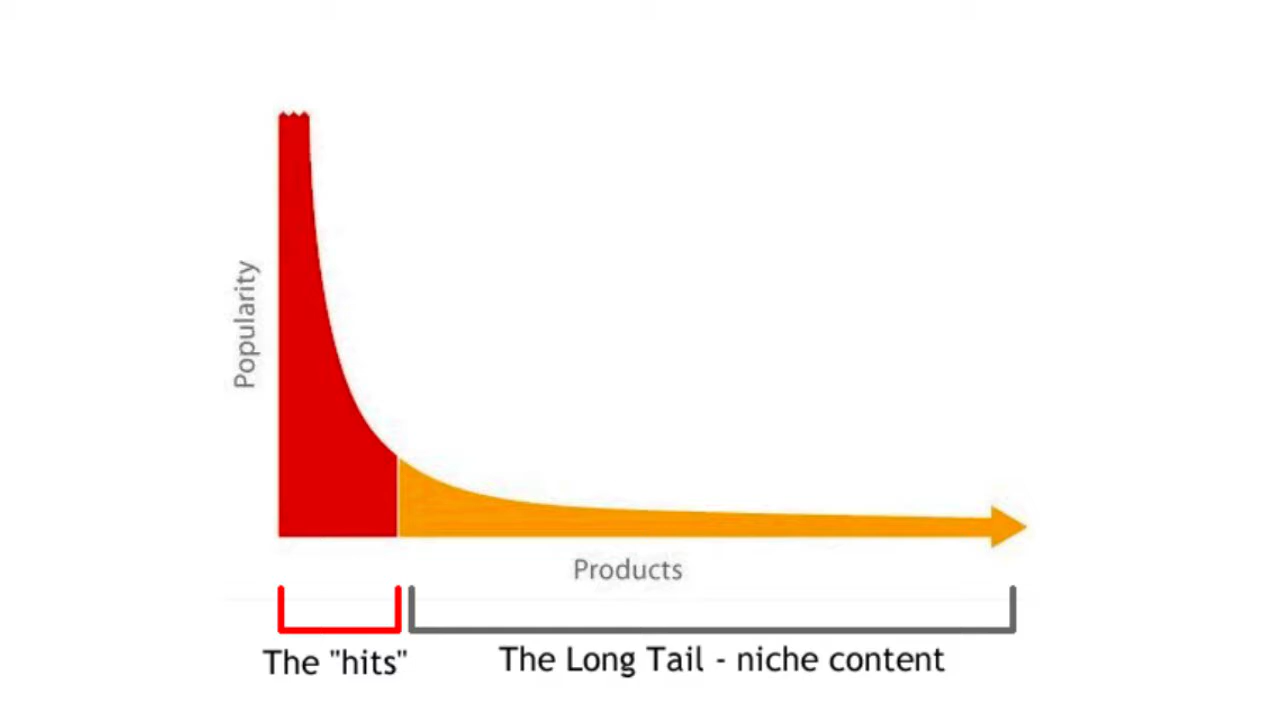 Popularity
Products
The "hits"
The Long Tail - niche content